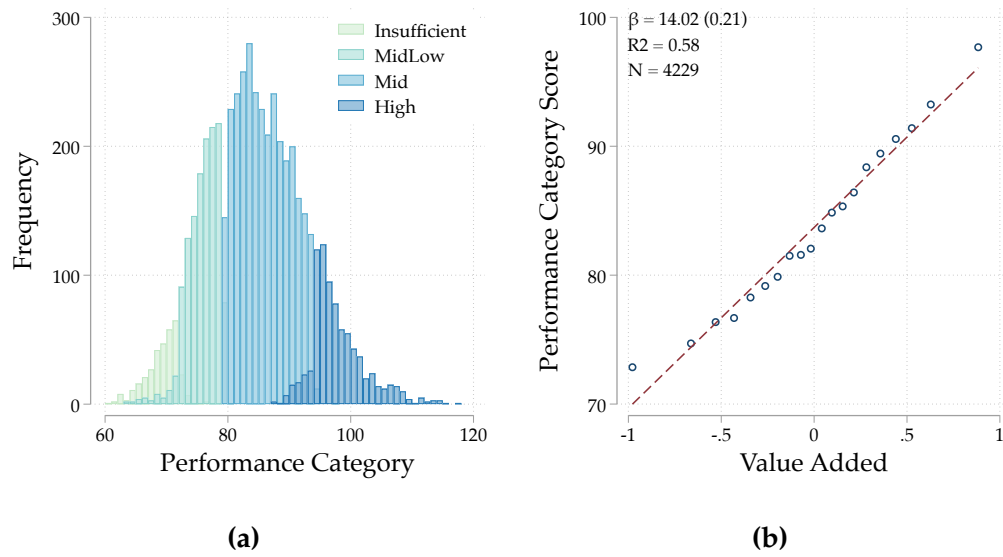 300
200
100
0
Frequency
Insufficient
MidLow
Mid
High
60
80
100
120
Performance Category
(a)
100
90
80
70
Performance Category Score
β = 14.02 (0.21)
R2 = 0.58
N = 4229
-1
-.5
0
.5
1
Value Added
(b)